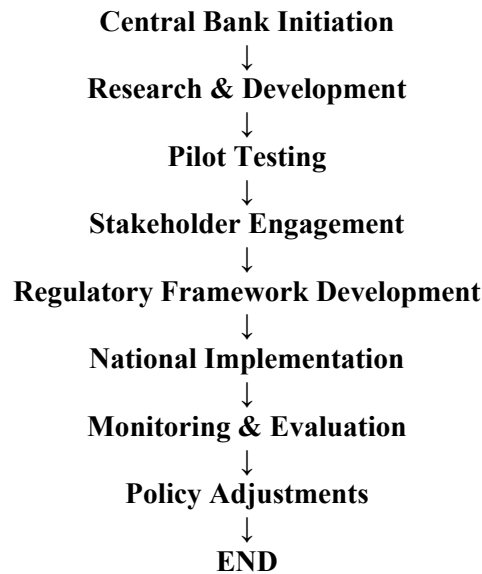 Central Bank Initiation
↓
Research & Development
↓
Pilot Testing
↓
Stakeholder Engagement
↓
Regulatory Framework Development
↓
National Implementation
↓
Monitoring & Evaluation
↓
Policy Adjustments
↓
END